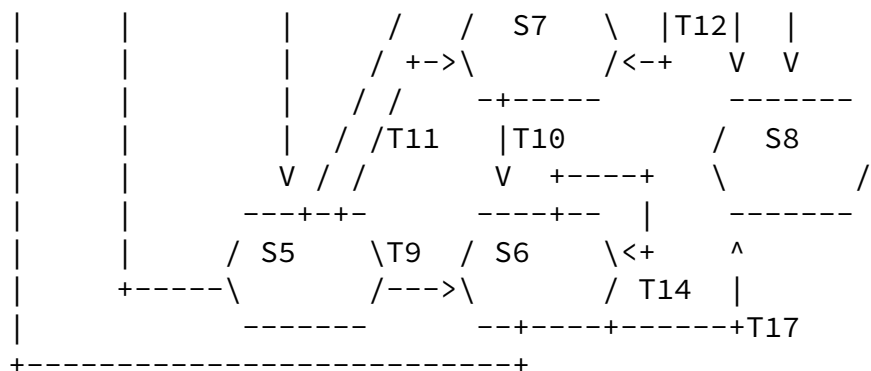 |      |         |      /   /  S7   \  |T12|  |
|      |         |     / +->\       /<-+   V  V
|      |         |    / /    -+-----       -------
|      |         |   / /T11   |T10        /  S8
|      |         V / /        V  +----+   \       /
|      |       ---+-+-      ----+--  |    -------
|      |      / S5    \T9  / S6    \<+      ^
|      +-----\       /--->\       / T14  |
|             -------      --+----+------+T17
+---------------------------+